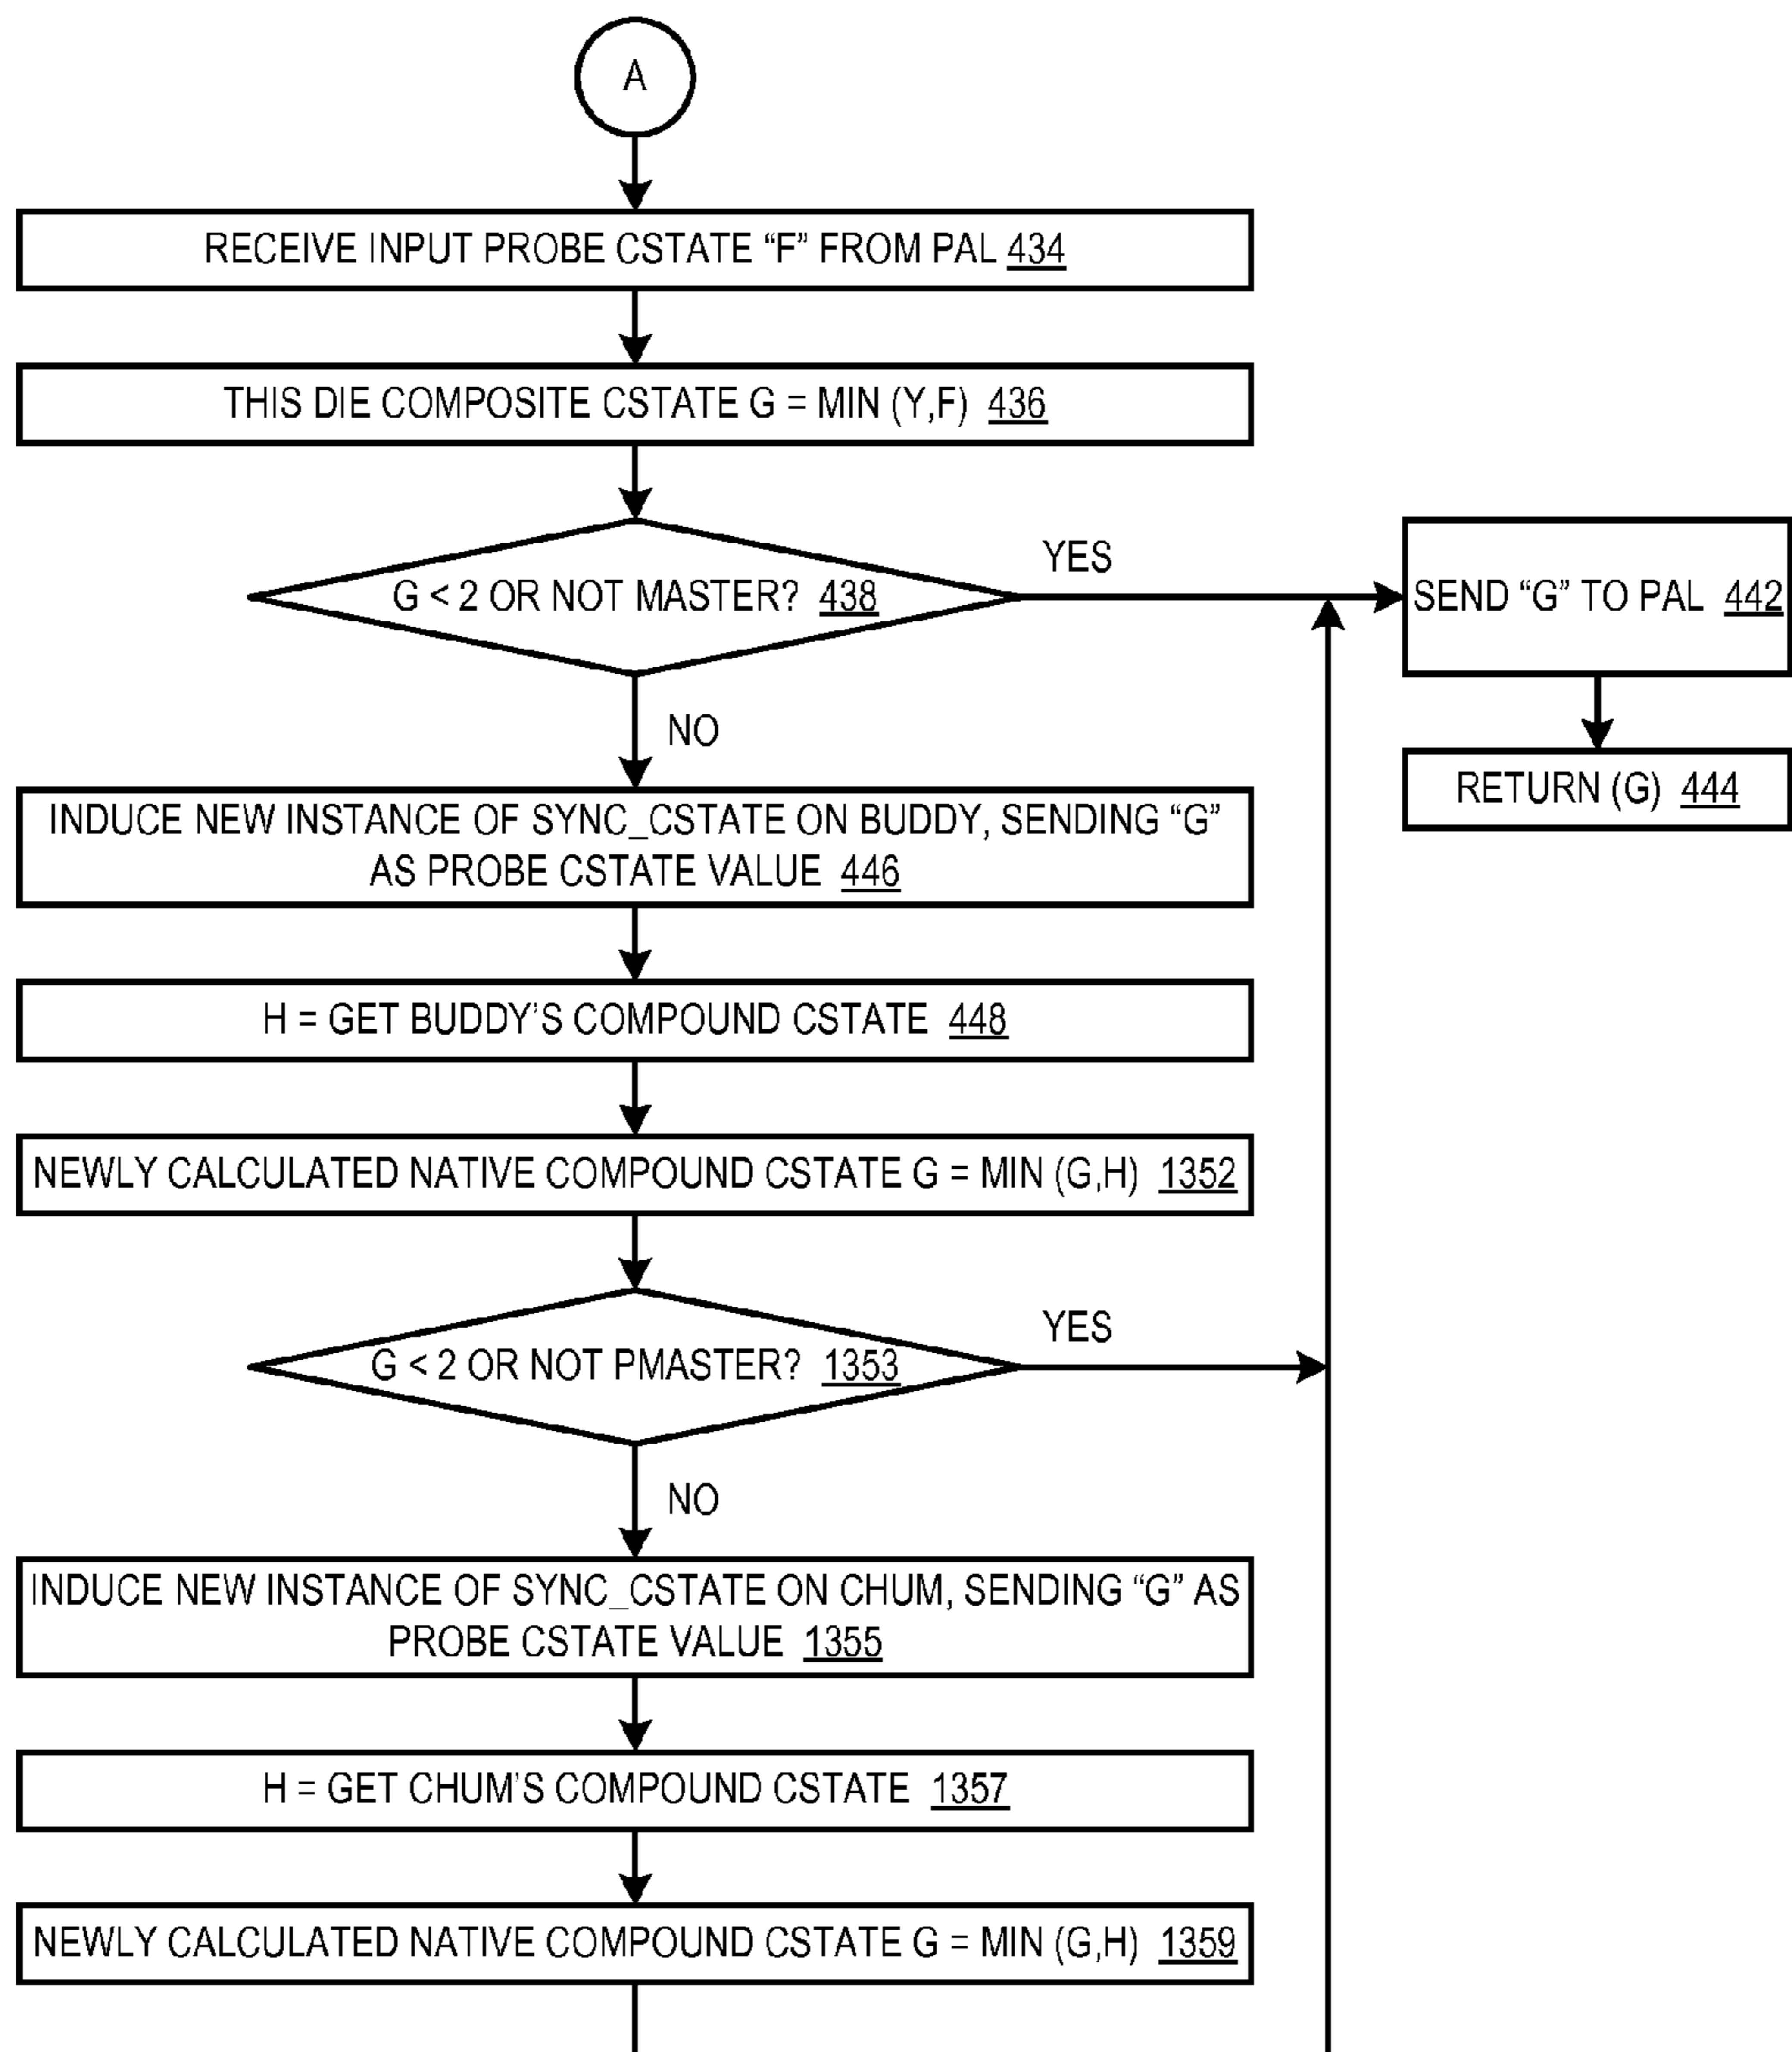 A
RECEIVE INPUT PROBE CSTATE “F” FROM PAL 434
THIS DIE COMPOSITE CSTATE G = MIN (Y,F) 436
G < 2 OR NOT MASTER? 438
YES
SEND “G” TO PAL 442
RETURN (G) 444
NO
INDUCE NEW INSTANCE OF SYNC_CSTATE ON BUDDY, SENDING “G”
AS PROBE CSTATE VALUE 446
H = GET BUDDY’S COMPOUND CSTATE 448
NEWLY CALCULATED NATIVE COMPOUND CSTATE G = MIN (G,H) 1352
G < 2 OR NOT PMASTER? 1353
YES
NO
INDUCE NEW INSTANCE OF SYNC_CSTATE ON CHUM, SENDING “G” AS
PROBE CSTATE VALUE 1355
H = GET CHUM’S COMPOUND CSTATE 1357
NEWLY CALCULATED NATIVE COMPOUND CSTATE G = MIN (G,H) 1359